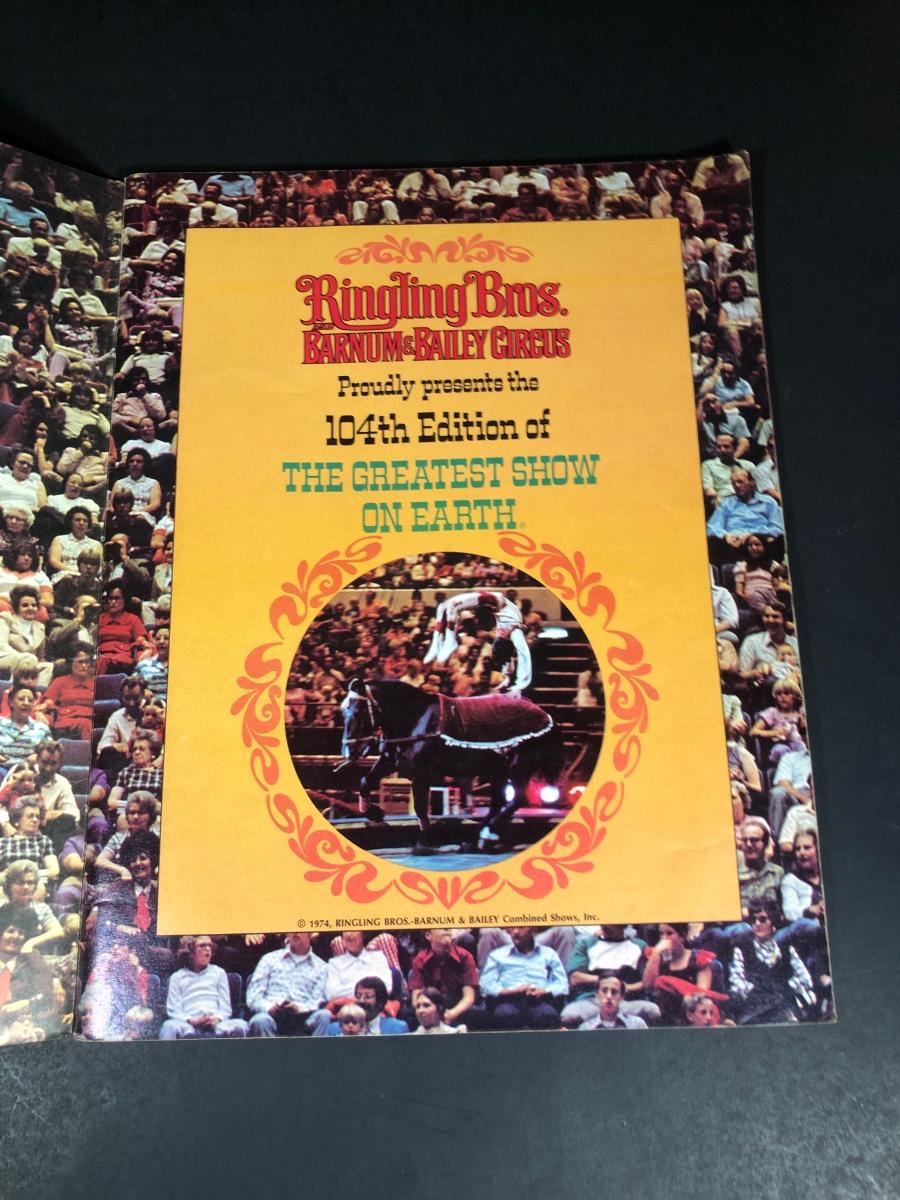 Ringling Bros.
AND
BARNUM & BAILEY CIRCUS
Proudly presents the
104th Edition of
THE GREATEST SHOW
ON EARTH®
© 1974, RINGLING BROS.-BARNUM & BAILEY Combined Shows, Inc.